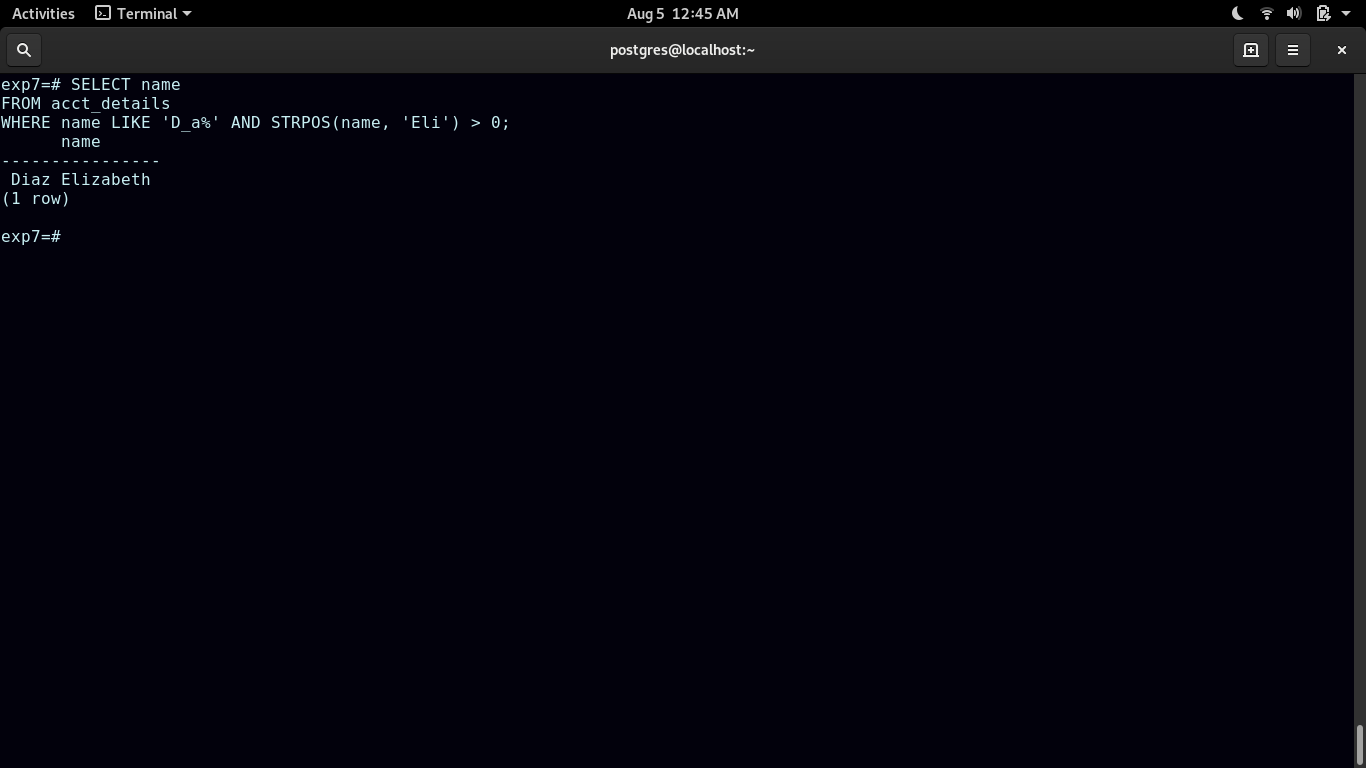 Activities Terminal Aug 5 12:45 AM
postgres@localhost:~
exp7=# SELECT name
FROM acct_details
WHERE name LIKE 'D_a%' AND STRPOS(name, 'Eli') > 0;
      name
----------------
 Diaz Elizabeth
(1 row)

exp7=#